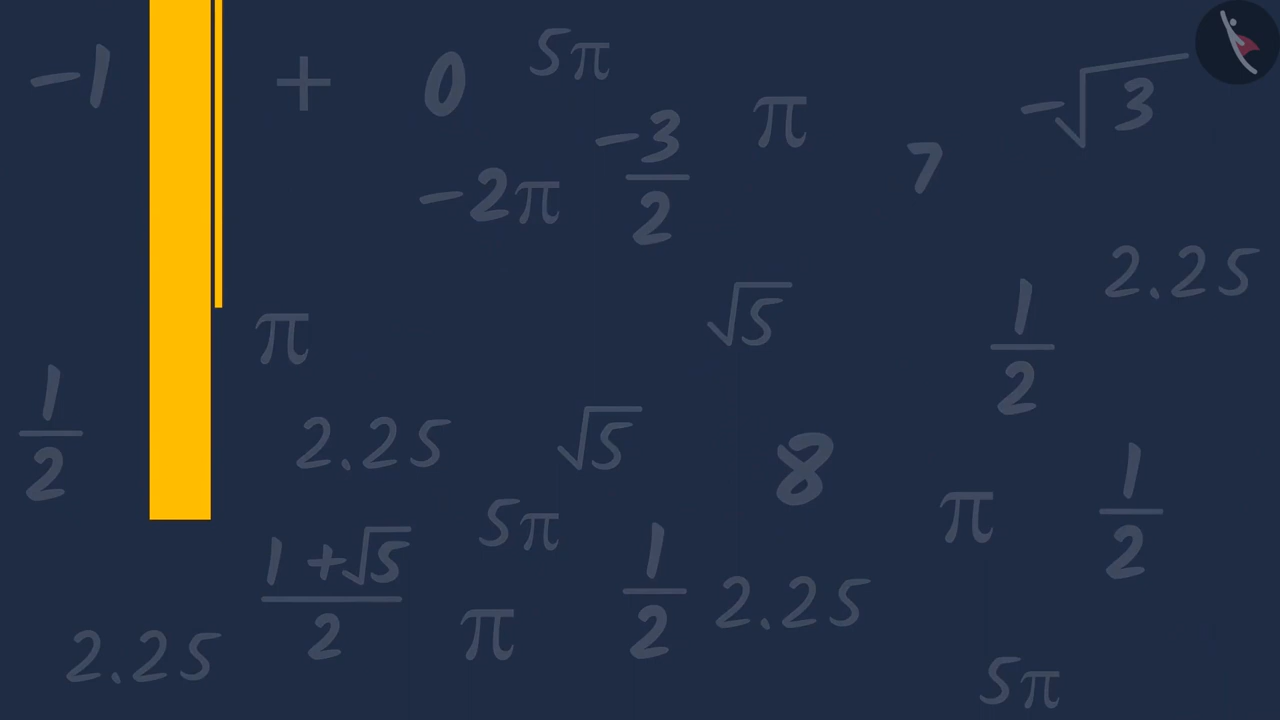 -1 + 0 5π
-3/2 π 7 -√3
-2π
2.25
√5 1/2
π
1/2 2.25 √5 8 1/2
5π π
(1+√5)/2 1/2 2.25
2.25 π
5π